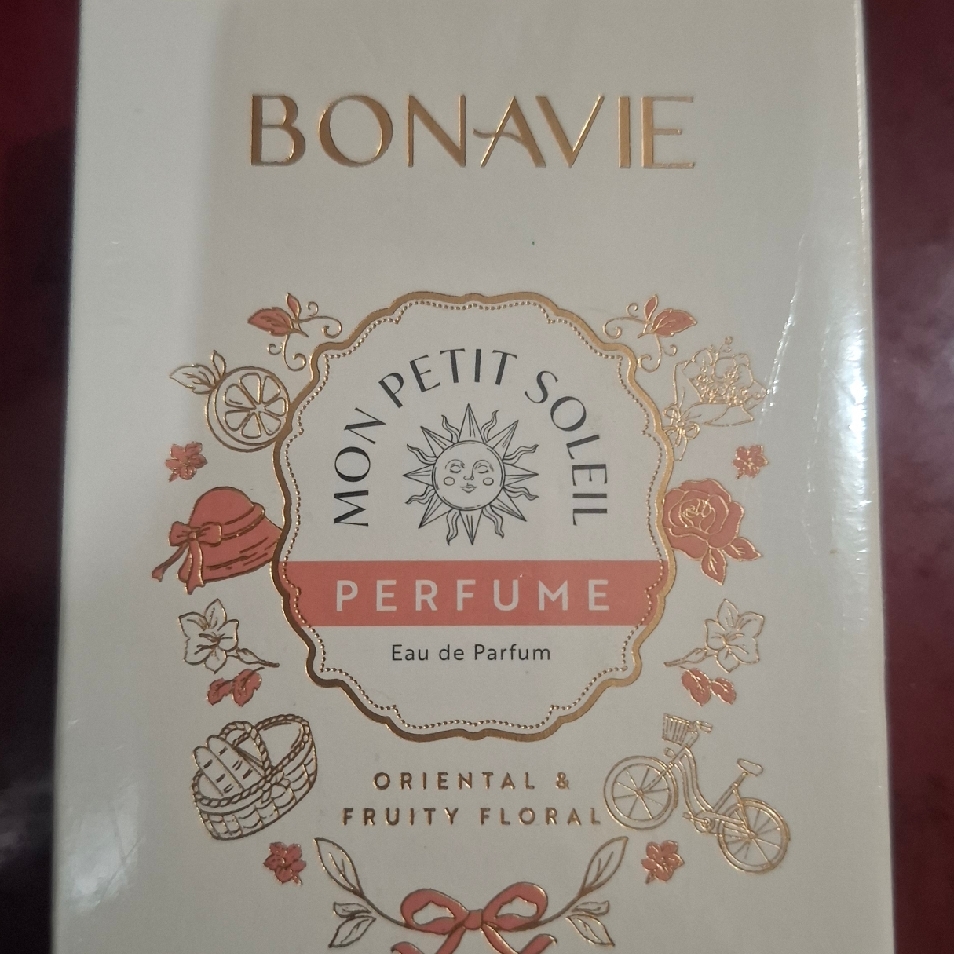 BONAVIE
MON PETIT SOLEIL
PERFUME
Eau de Parfum
ORIENTAL &
FRUITY FLORAL